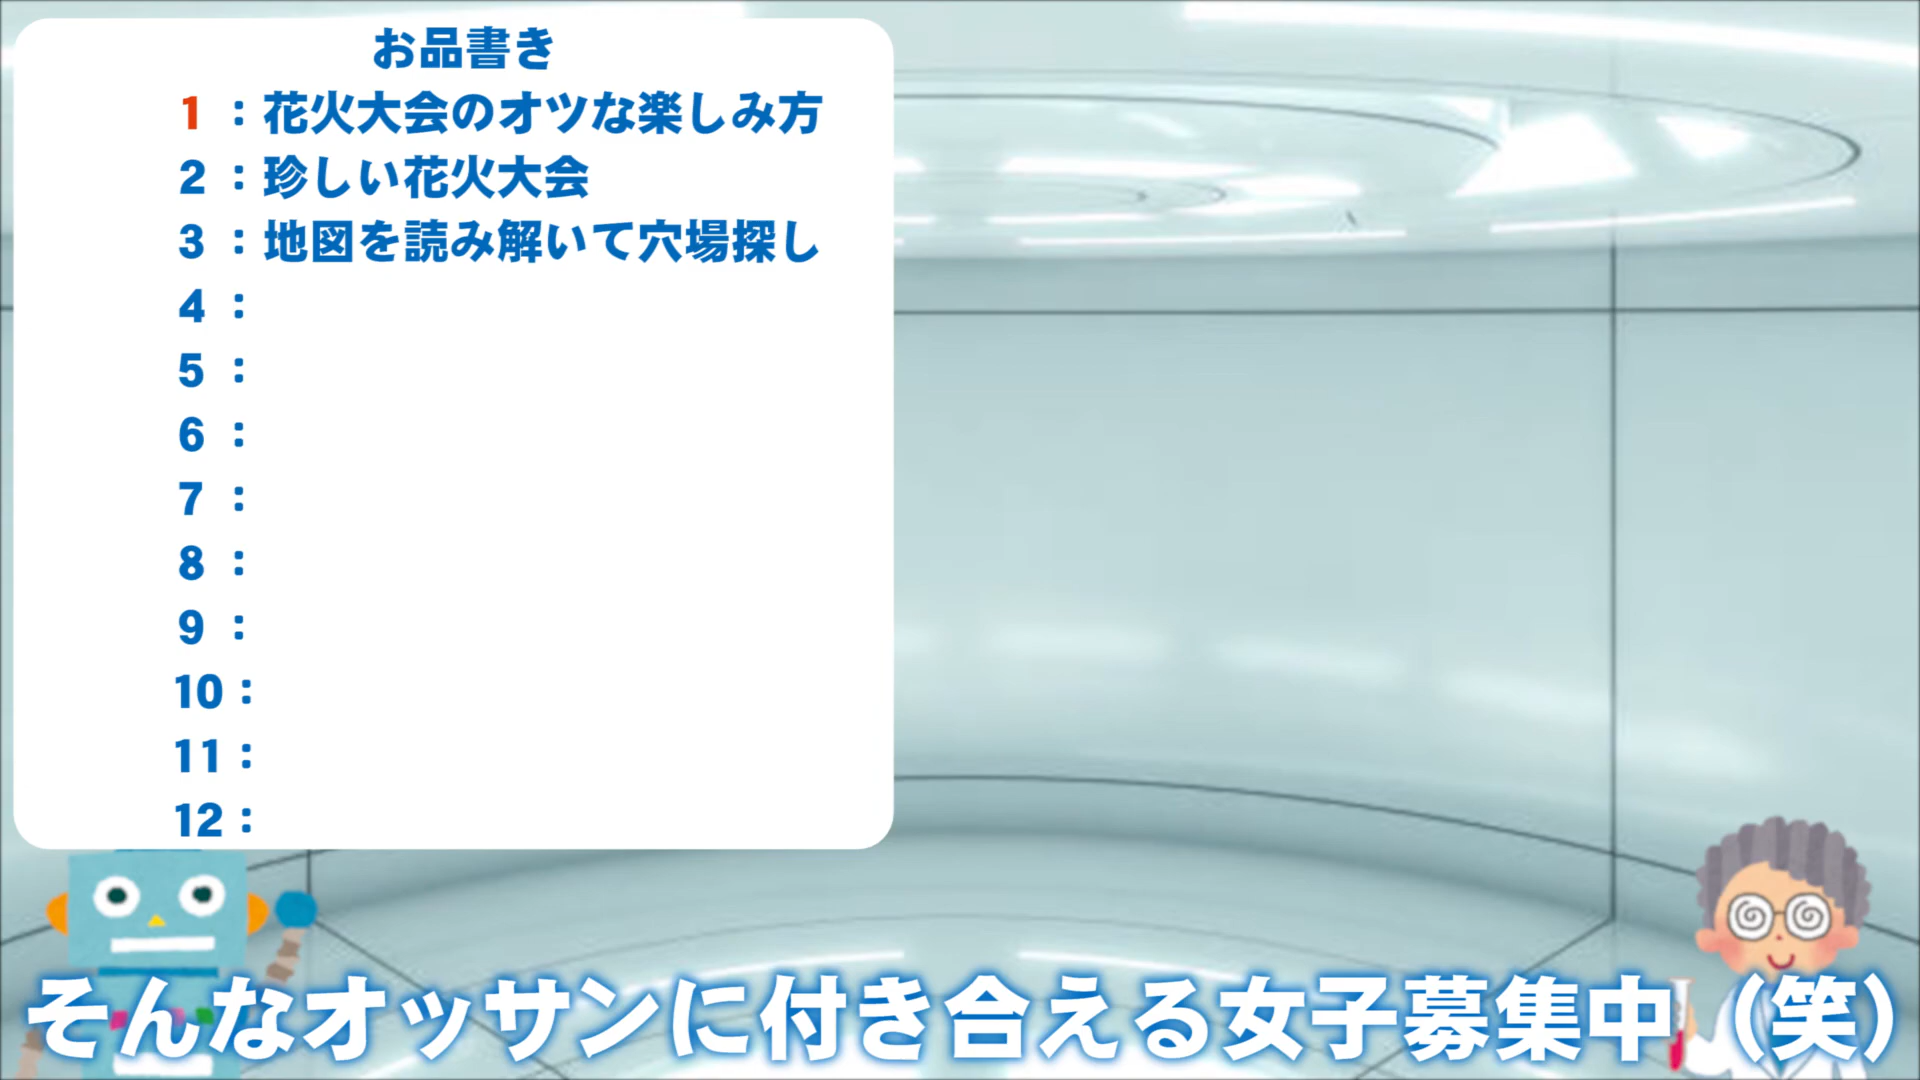 お品書き
1：花火大会のオツな楽しみ方
2：珍しい花火大会
3：地図を読み解いて穴場探し
4：
5：
6：
7：
8：
9：
10：
11：
12：
そんなオッサンに付き合える女子募集中（笑）